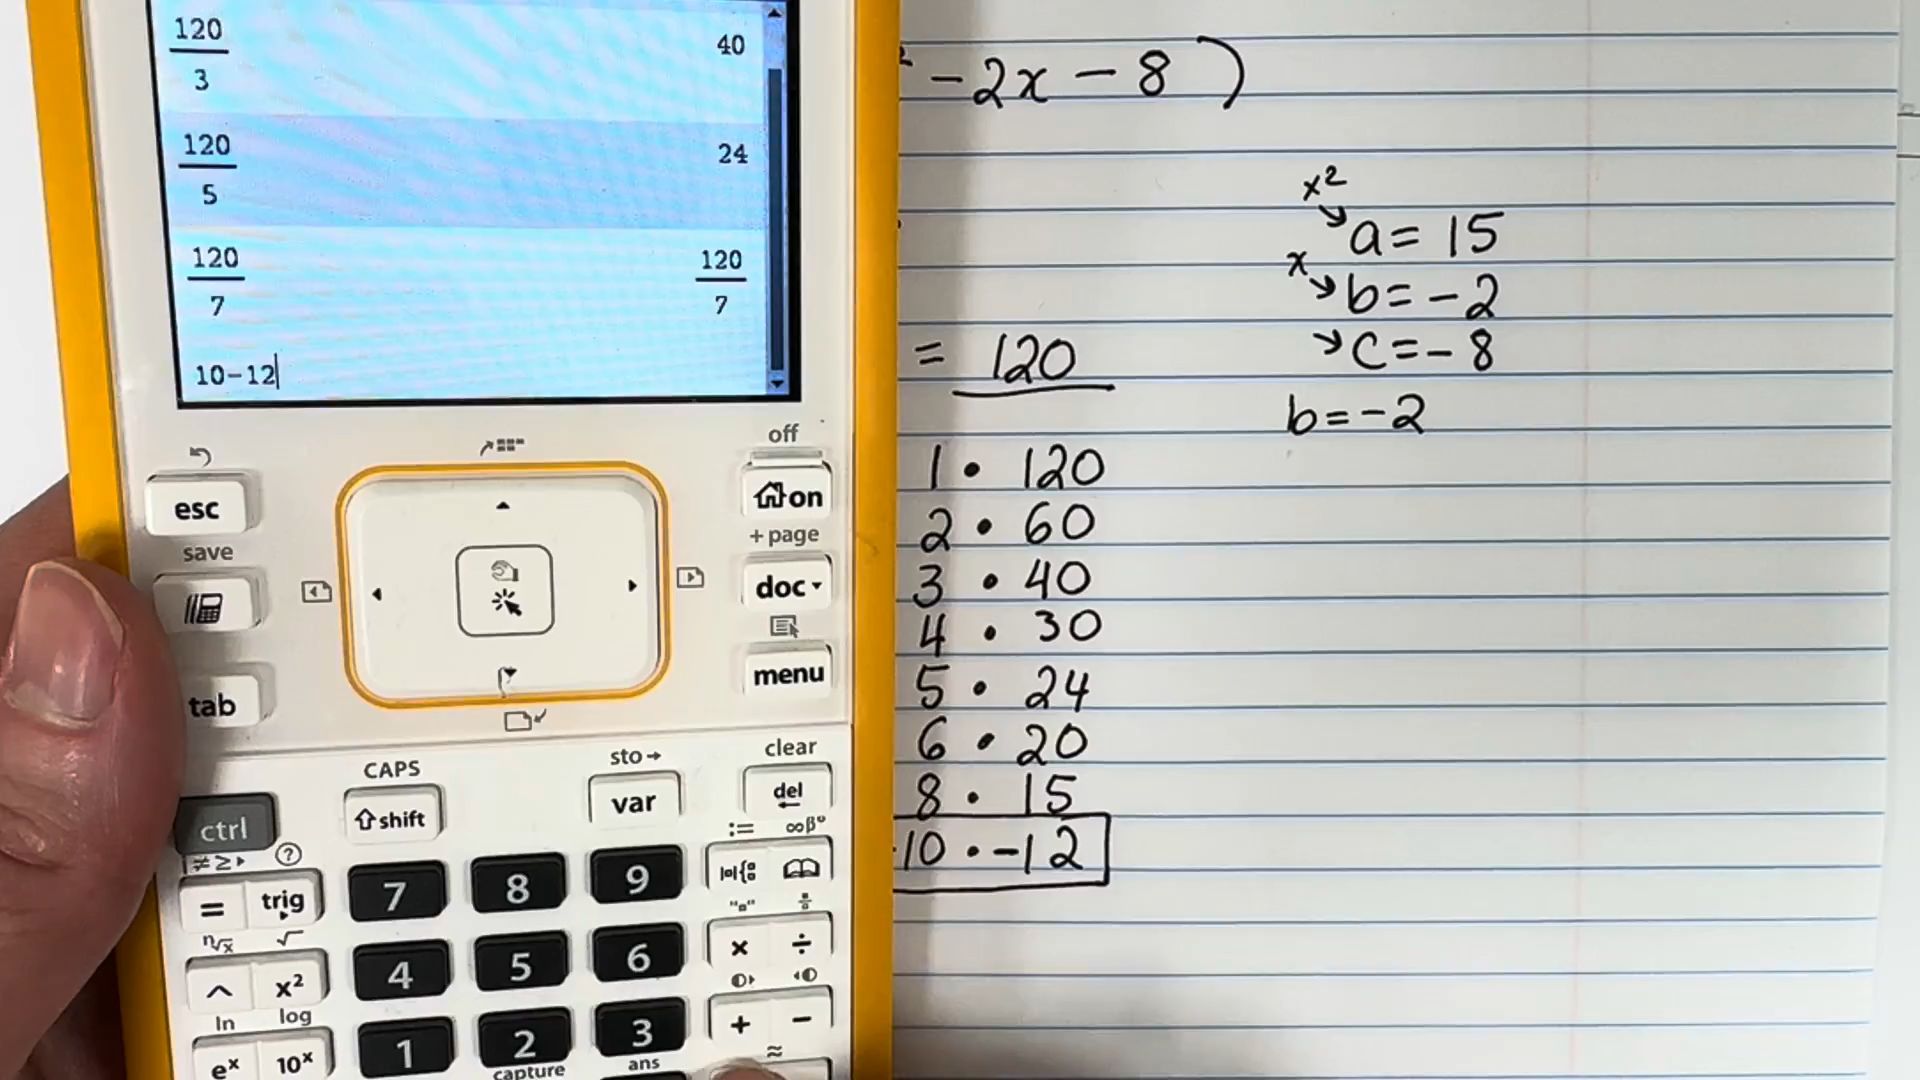 120
3
40
120
5
24
120
7
120
7
10-12
² - 2x - 8 )
x²
→ a = 15
x
→ b = -2
→ c = -8
b = -2
= 120
1 • 120
2 • 60
3 • 40
4 • 30
5 • 24
6 • 20
8 • 15
10 • -12
off
esc
on
save
+ page
doc
tab
menu
CAPS
sto→
clear
ctrl
shift
var
del
≠≥▸ ?
:= ∞β°
= trig
7 8 9
|□|{
"□"
ⁿ√x √
4 5 6
× ÷
^ x²
ln log
1 2 3
+ −
eˣ 10ˣ
capture
ans
≈